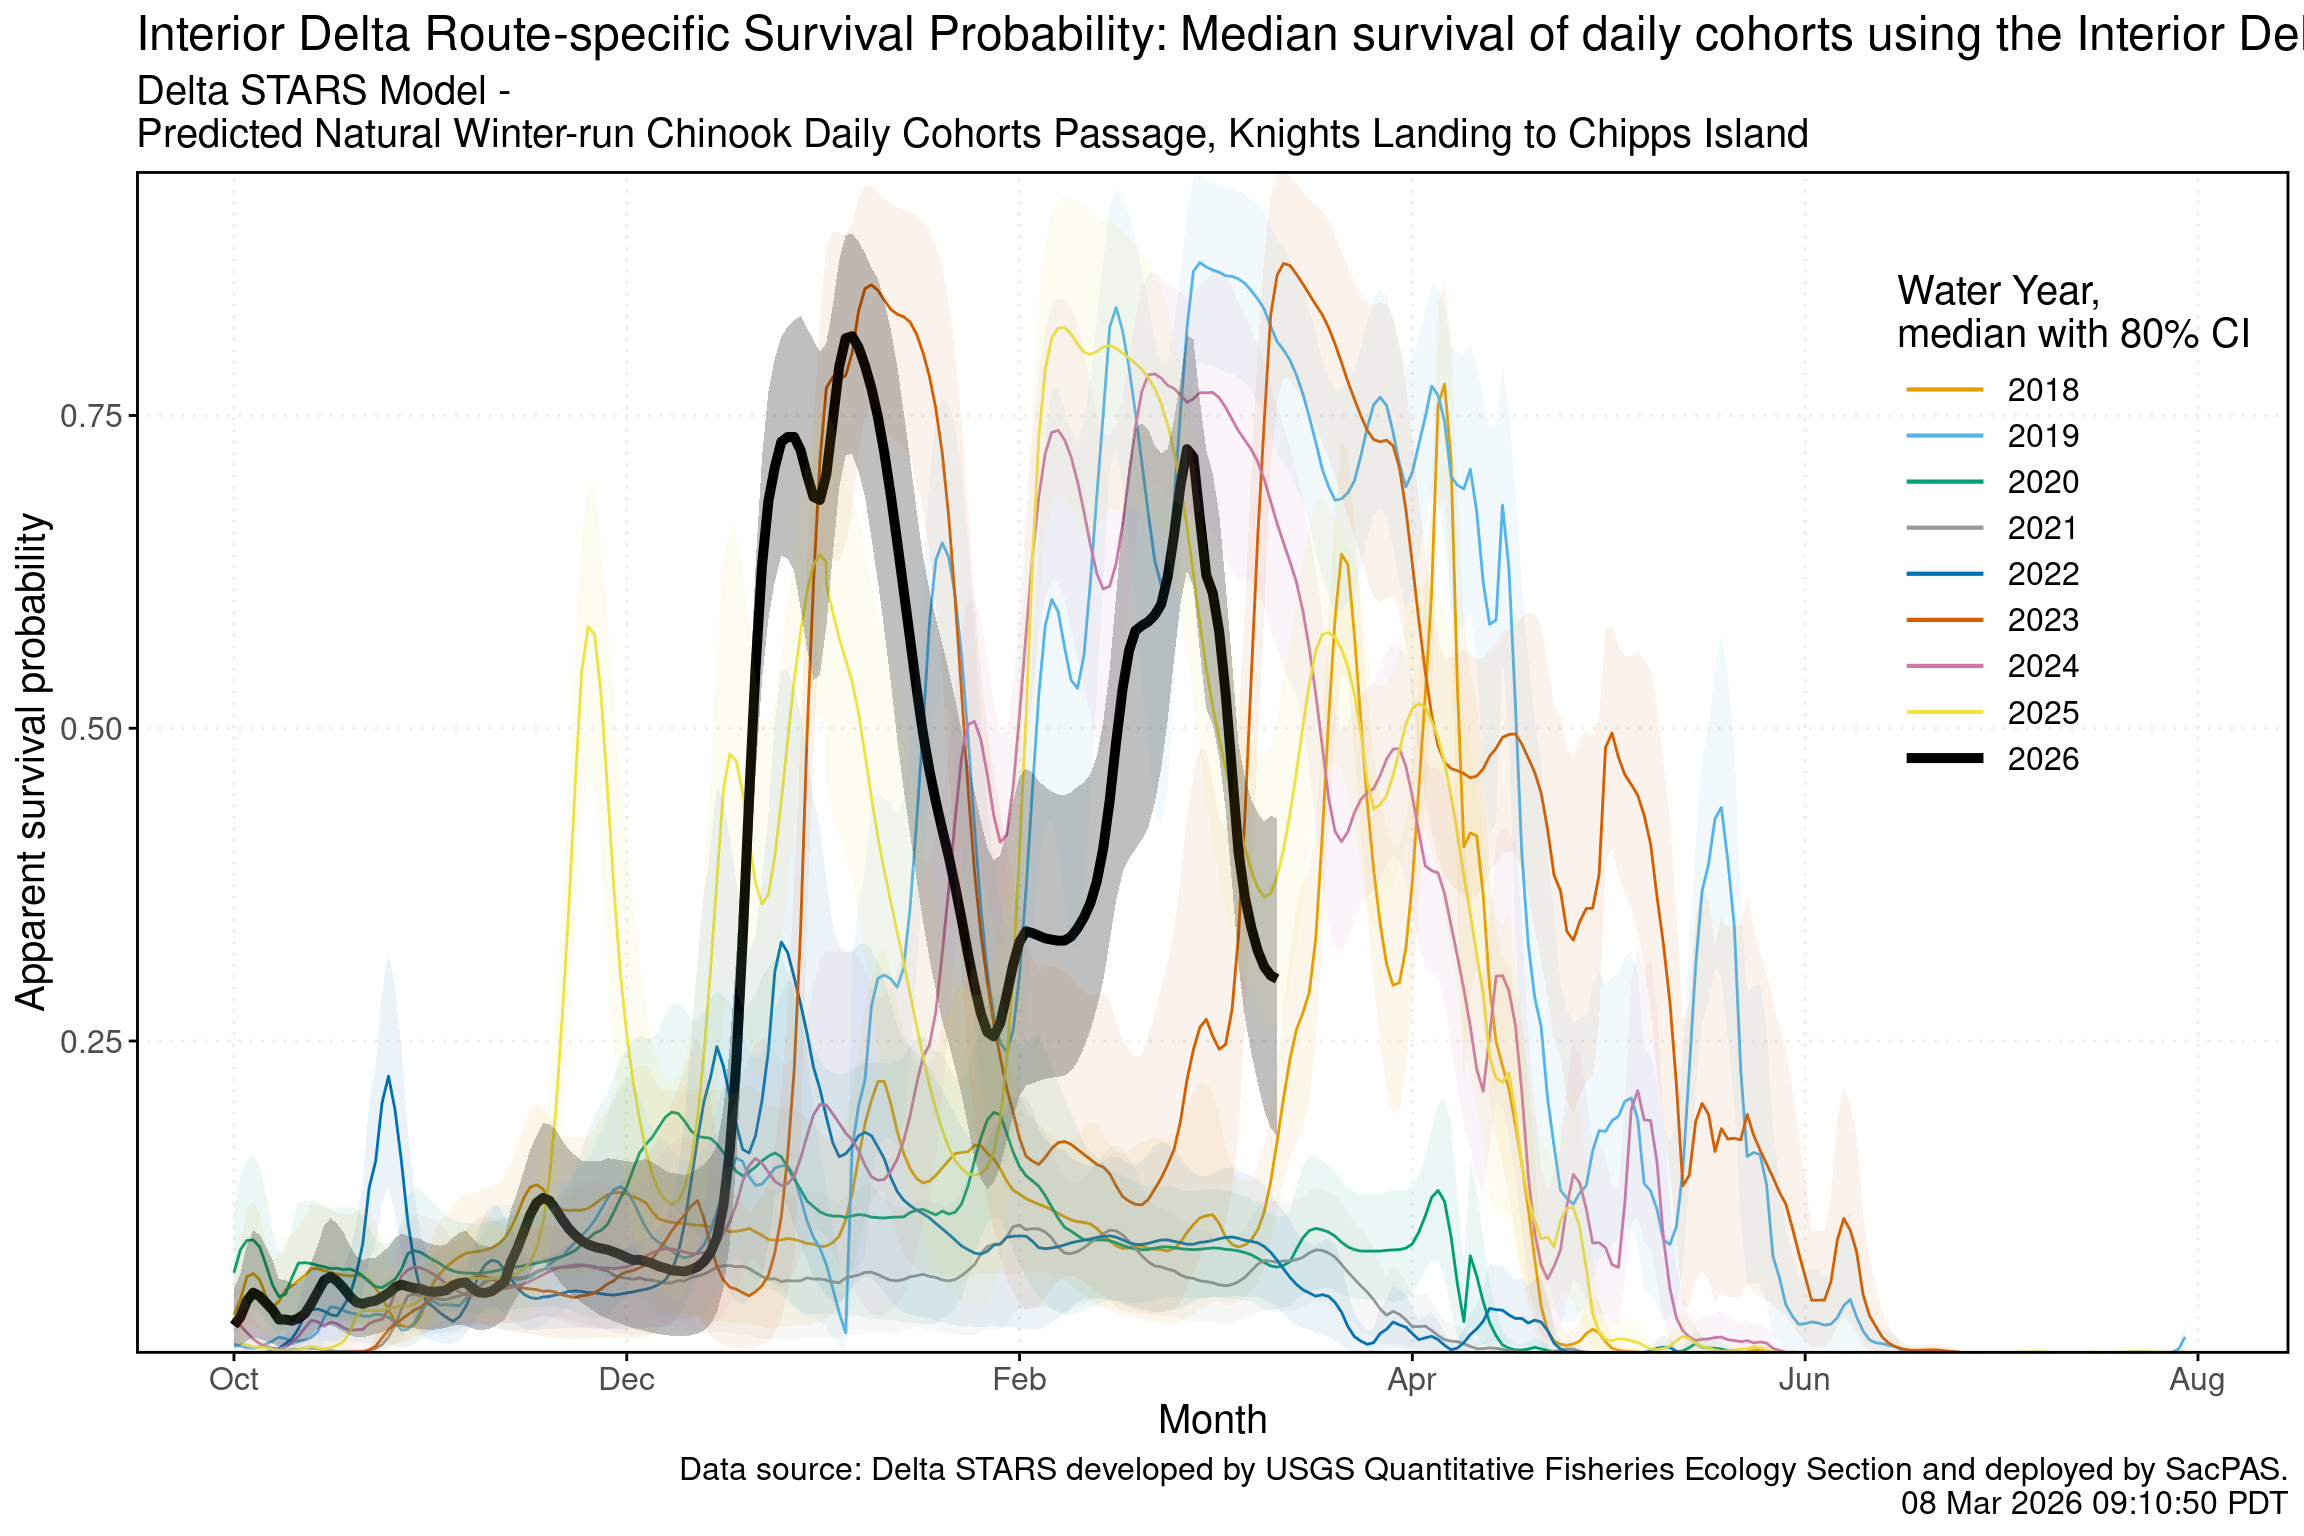 Interior Delta Route-specific Survival Probability: Median survival of daily cohorts using the Interior
Delta STARS Model -
Predicted Natural Winter-run Chinook Daily Cohorts Passage, Knights Landing to Chipps Island
Apparent survival probability
0.75
0.50
0.25
Water Year,
median with 80% CI
2018
2019
2020
2021
2022
2023
2024
2025
2026
Oct
Dec
Feb
Apr
Jun
Aug
Month
Data source: Delta STARS developed by USGS Quantitative Fisheries Ecology Section and deployed by SacPAS.
08 Mar 2026 09:10:50 PDT